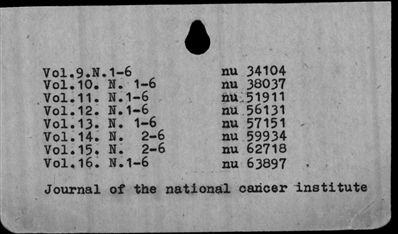 Vol.9.N.1-6 nu 34104
Vol.10. N. 1-6 nu 38037
Vol.11. N.1-6 nu 51911
Vol.12. N.1-6 nu 56131
Vol.13. N. 1-6 nu 57151
Vol.14. N. 2-6 nu 59934
Vol.15. N. 2-6 nu 62718
Vol.16. N.1-6 nu 63897
Journal of the national cancer institute